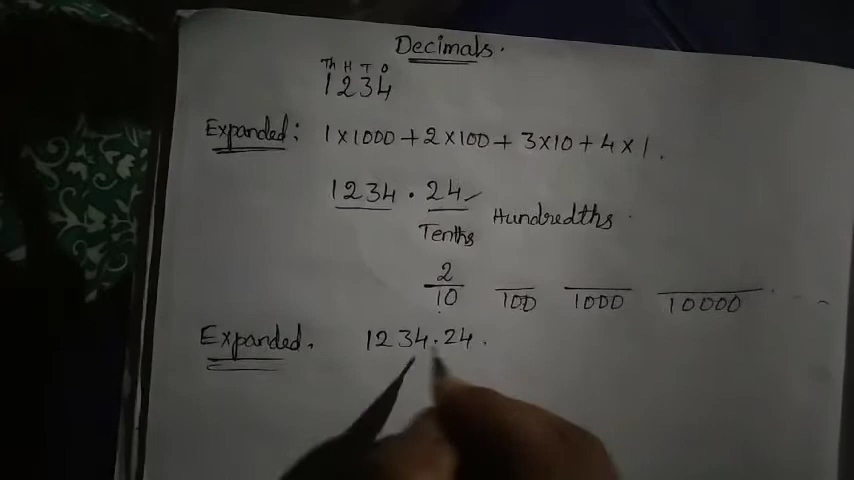 Decimals.
Th H T O
1234
Expanded: 1×1000 + 2×100 + 3×10 + 4×1.
1234.24
Tenths Hundredths.
2/10 /100 /1000 /10000 . . .
Expanded. 1234.24.